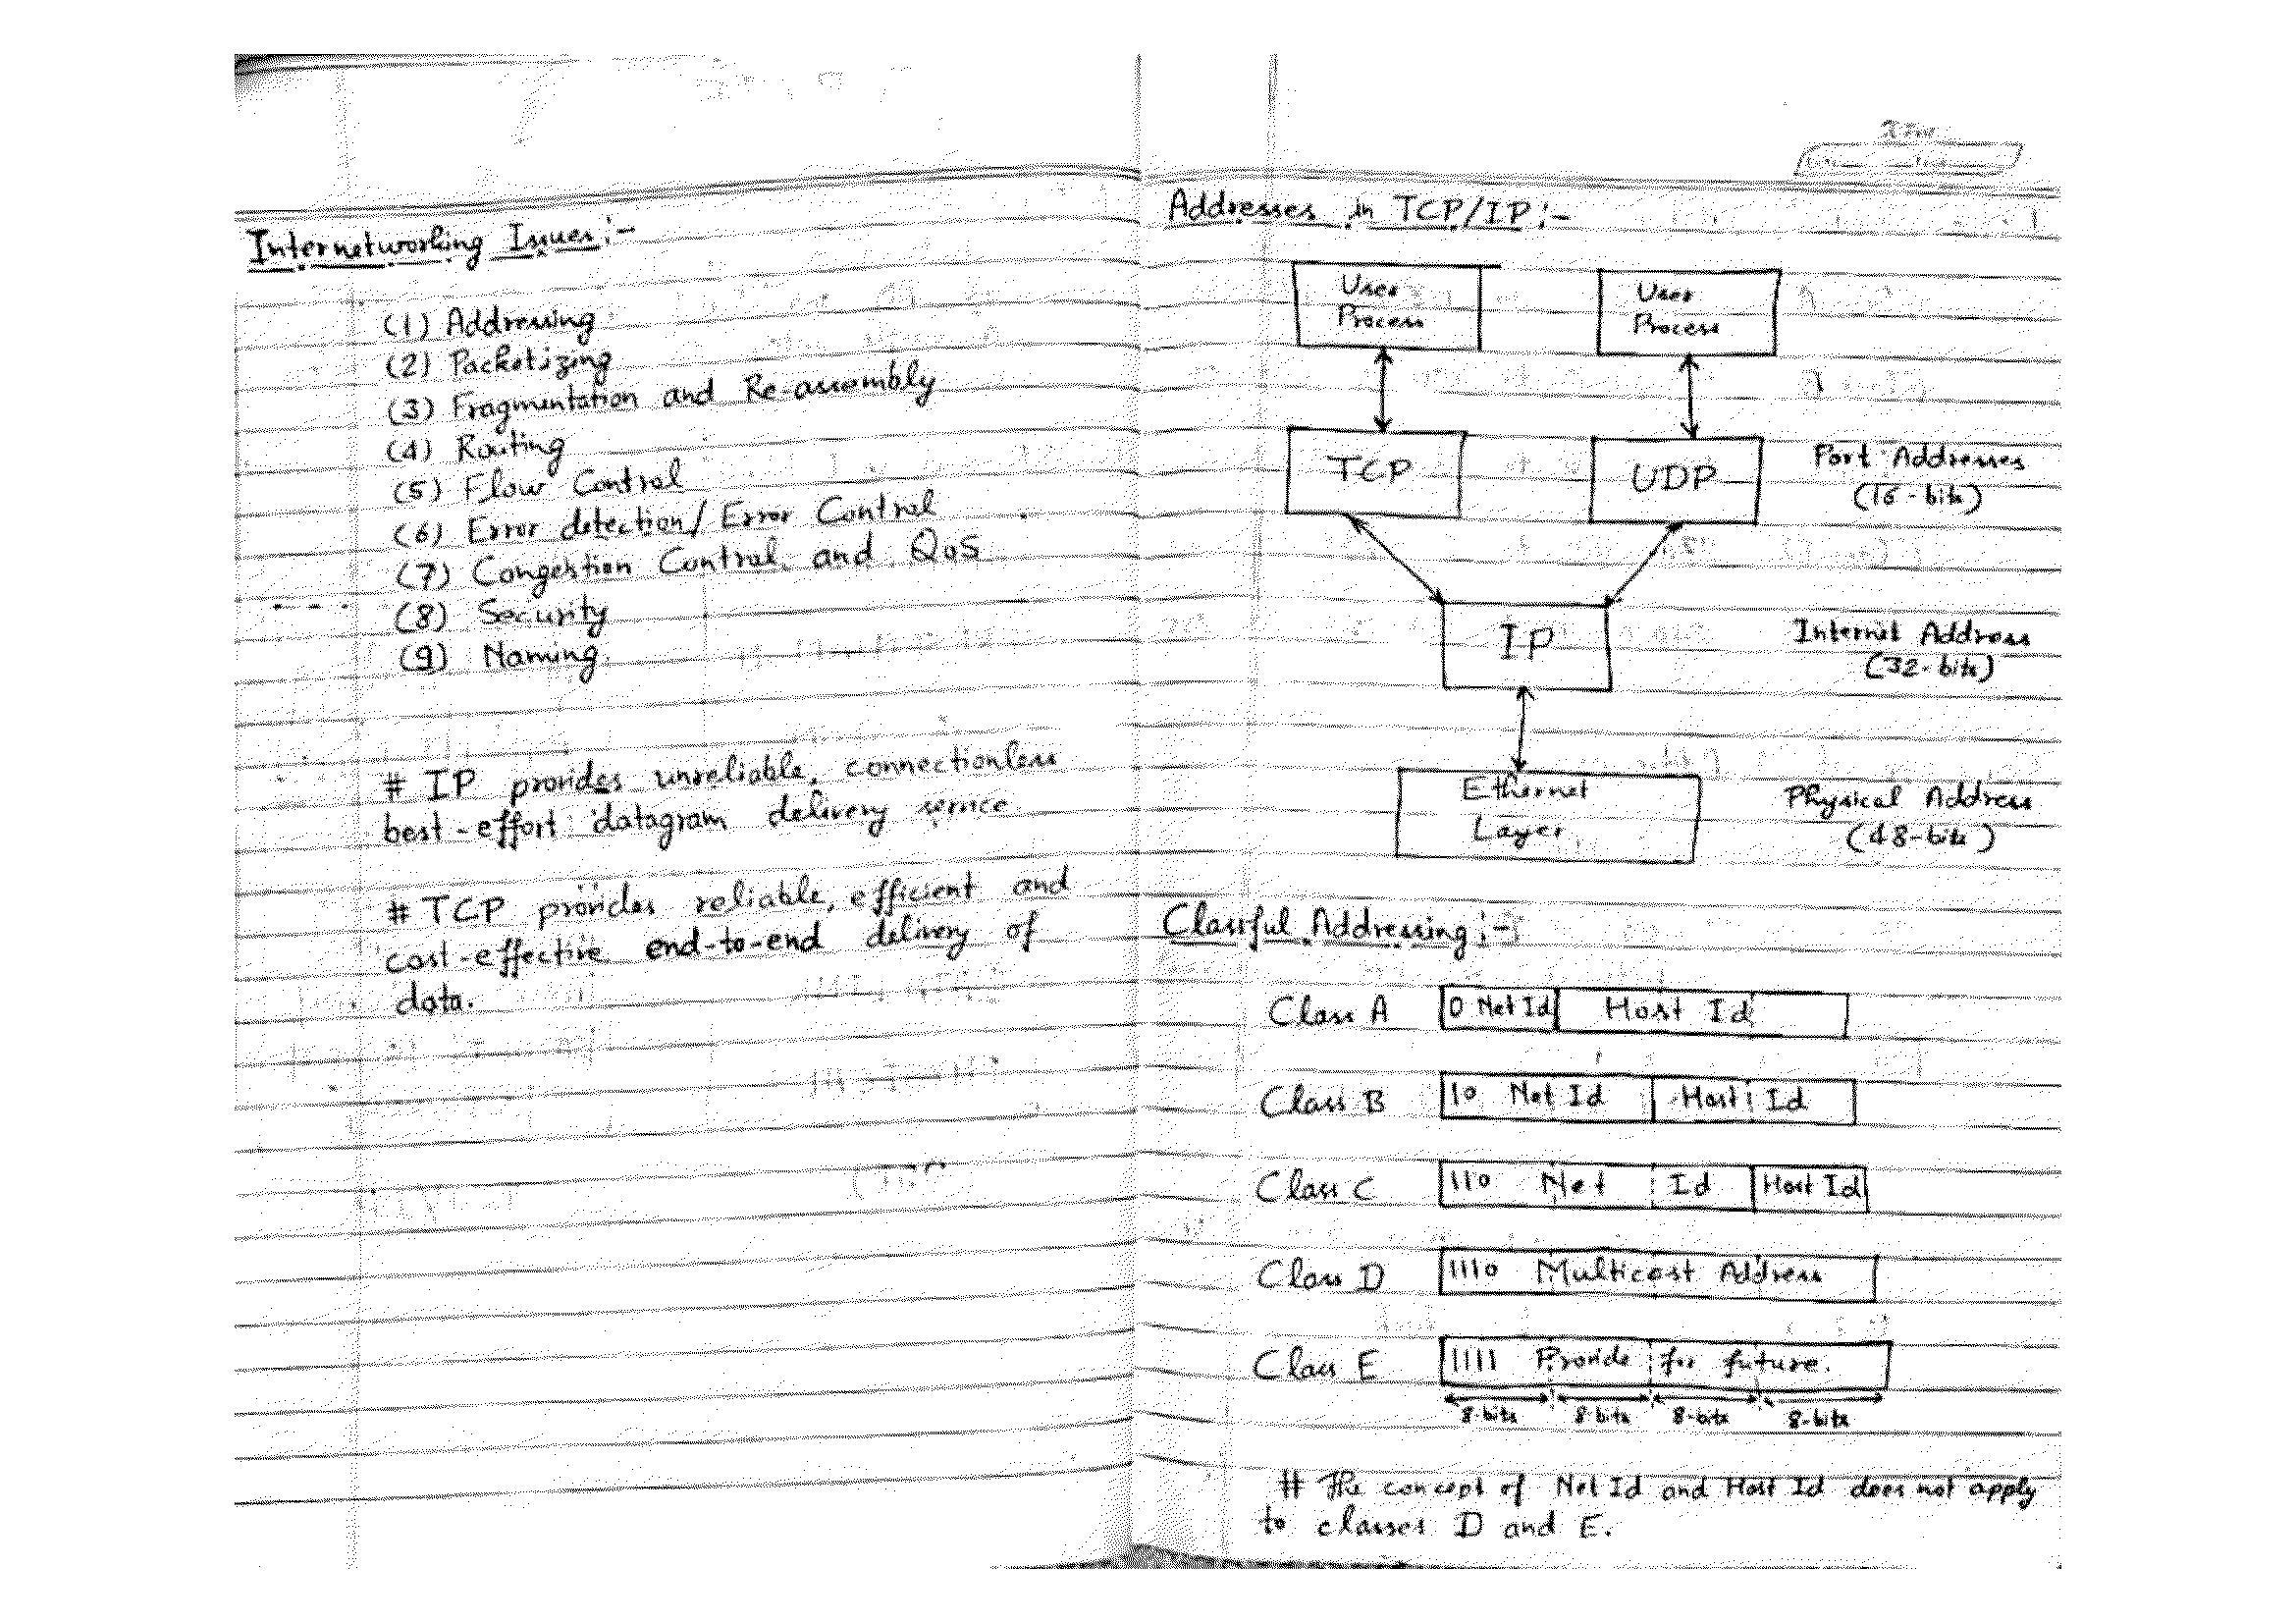 Internetworking Issues:-
(1) Addressing
(2) Packetizing
(3) Fragmentation and Re-assembly
(4) Routing
(5) Flow Control
(6) Error detection/Error Control
(7) Congestion Control and QoS
(8) Security
(9) Naming.
# IP provides unreliable, connectionless
best-effort datagram delivery service
# TCP provides reliable, efficient and
cost-effective end-to-end delivery of
data.
Addresses in TCP/IP:-
User Process
User Process
TCP
UDP
Port Addresses
(16-bits)
IP
Internet Address
(32-bits)
Ethernet
Layer
Physical Address
(48-bits)
Classful Addressing:-
Class A 0 Net Id Host Id
Class B 10 Net Id Host Id
Class C 110 Net Id Host Id
Class D 1110 Multicast Address
Class E 1111 Provide for future.
8-bits 8-bits 8-bits 8-bits
# The concept of Net Id and Host Id does not apply
to classes D and E.